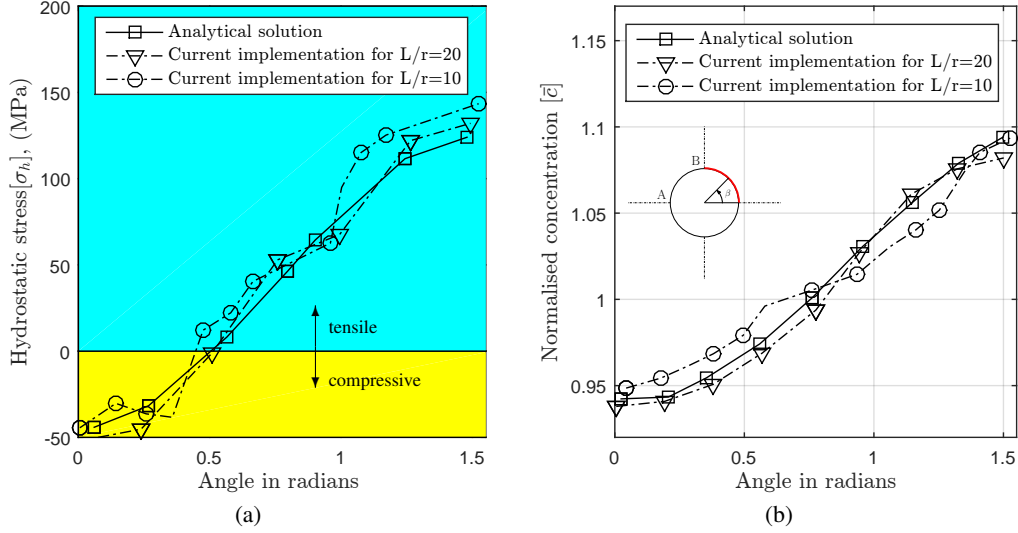 200
150
100
50
0
-50
0
0.5
1
1.5
Hydrostatic stress[σ_h], (MPa)
Angle in radians
Analytical solution
Current implementation for L/r=20
Current implementation for L/r=10
tensile
compressive
(a)
1.15
1.1
1.05
1
0.95
0
0.5
1
1.5
Normalised concentration [c̄]
Angle in radians
Analytical solution
Current implementation for L/r=20
Current implementation for L/r=10
B
A
β
(b)